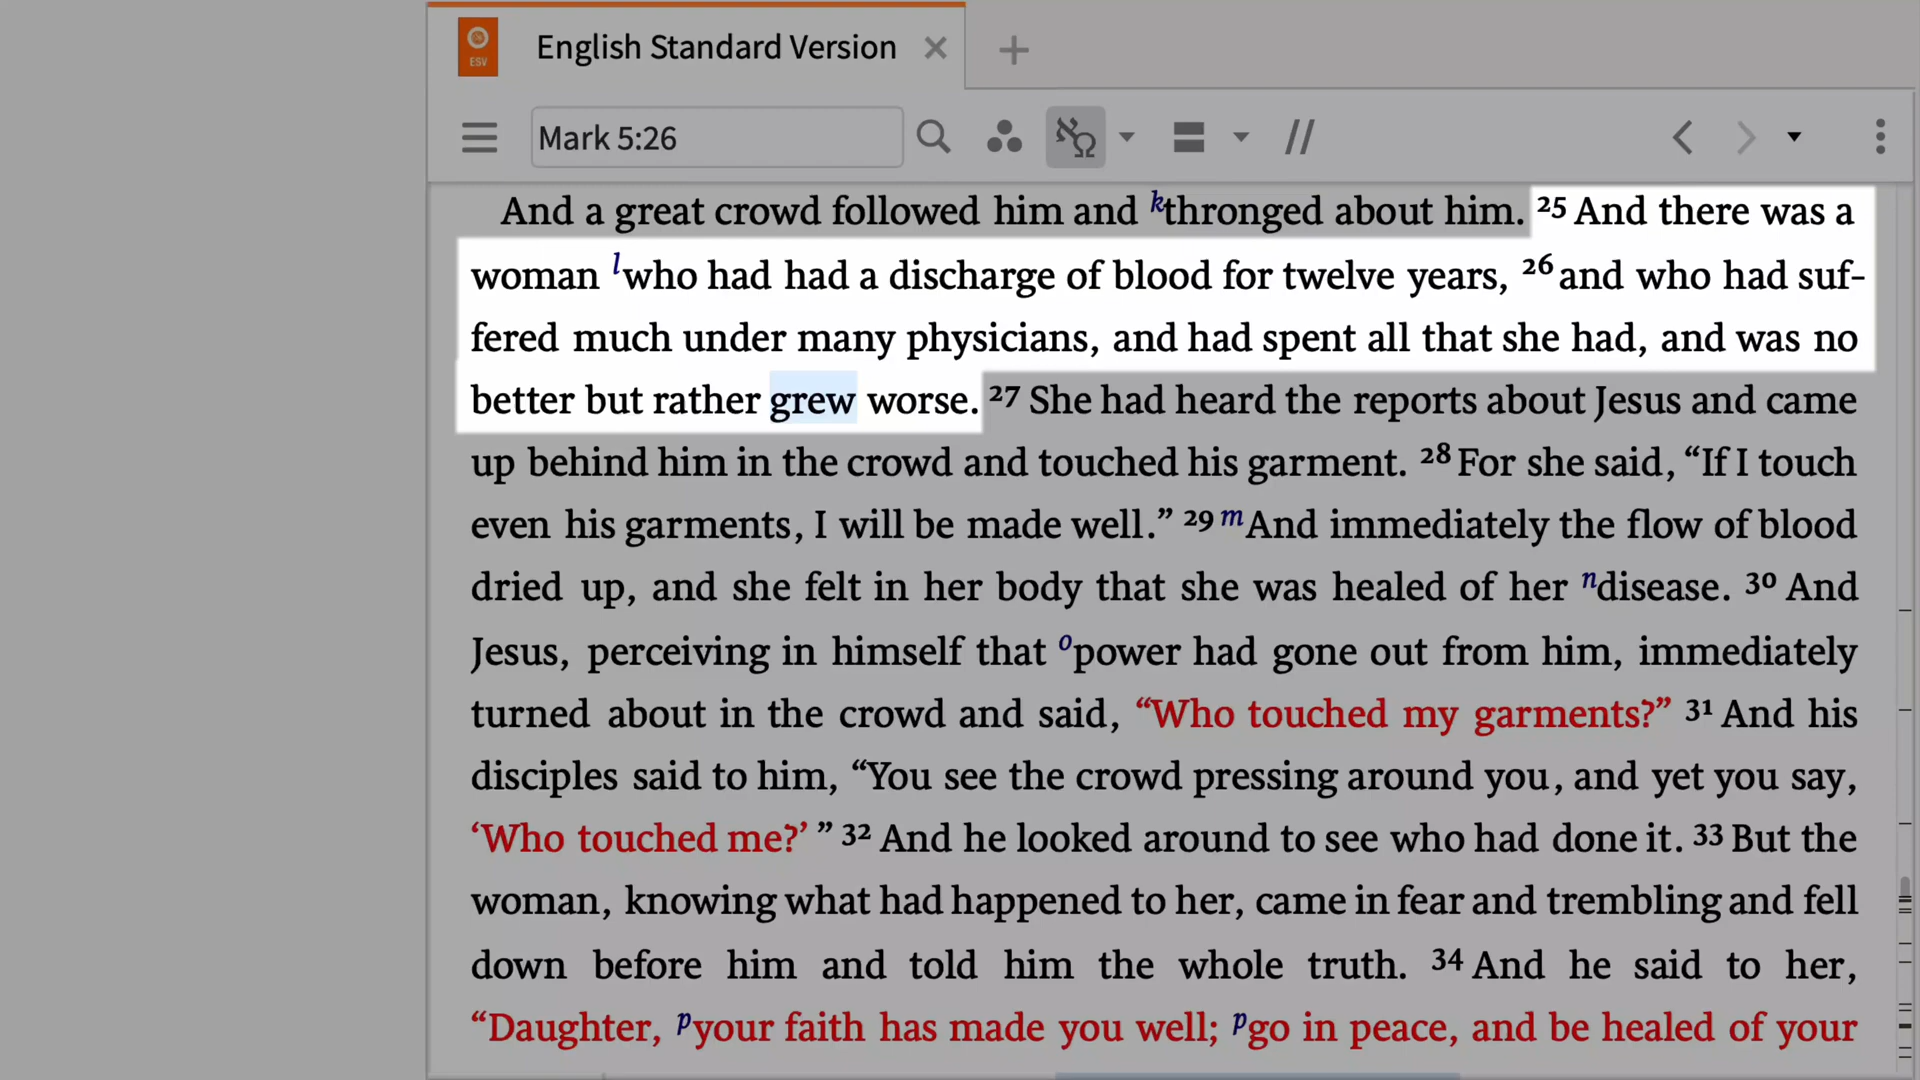 ESV
English Standard Version
Mark 5:26
And a great crowd followed him and k thronged about him. 25 And there was a
woman l who had had a discharge of blood for twelve years, 26 and who had suf-
fered much under many physicians, and had spent all that she had, and was no
better but rather grew worse. 27 She had heard the reports about Jesus and came
up behind him in the crowd and touched his garment. 28 For she said, “If I touch
even his garments, I will be made well.” 29 m And immediately the flow of blood
dried up, and she felt in her body that she was healed of her n disease. 30 And
Jesus, perceiving in himself that o power had gone out from him, immediately
turned about in the crowd and said, “Who touched my garments?” 31 And his
disciples said to him, “You see the crowd pressing around you, and yet you say,
‘Who touched me?’ ” 32 And he looked around to see who had done it. 33 But the
woman, knowing what had happened to her, came in fear and trembling and fell
down before him and told him the whole truth. 34 And he said to her,
“Daughter, p your faith has made you well; p go in peace, and be healed of your